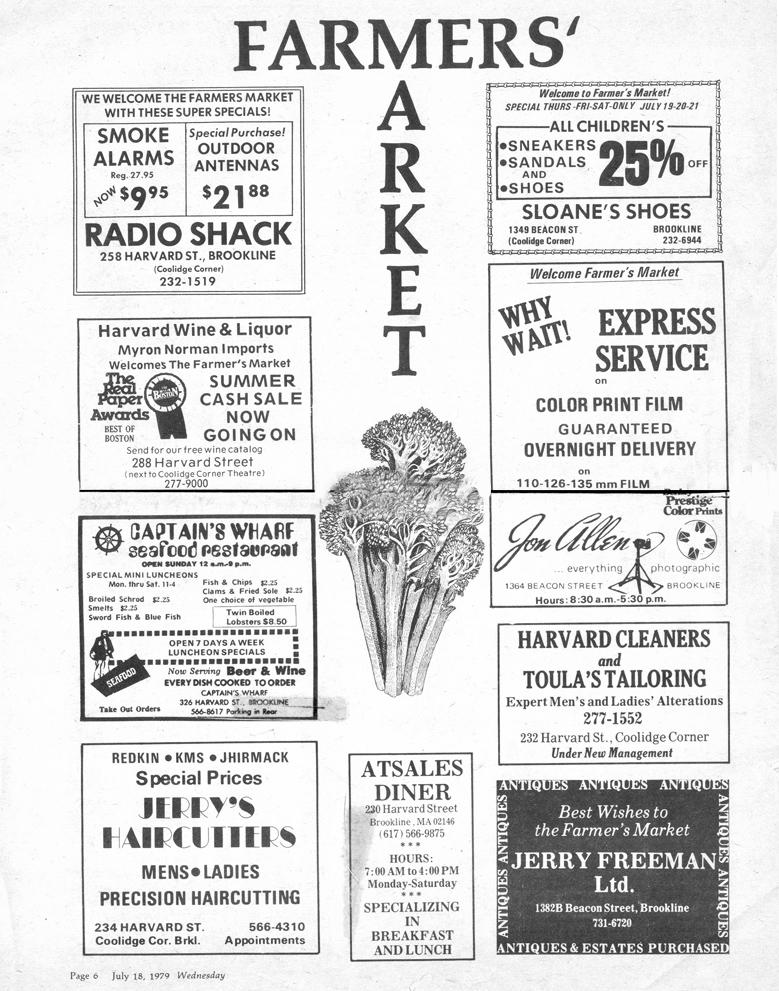 FARMERS'
MARKET
WE WELCOME THE FARMERS MARKET
WITH THESE SUPER SPECIALS!
SMOKE
ALARMS
Reg. 27.95
NOW $9.95
Special Purchase!
OUTDOOR
ANTENNAS
$21.88
RADIO SHACK
258 HARVARD ST., BROOKLINE
(Coolidge Corner)
232-1519
Welcome to Farmer's Market!
SPECIAL THURS-FRI-SAT-ONLY JULY 19-20-21
ALL CHILDREN'S
•SNEAKERS
•SANDALS
AND
•SHOES
25% OFF
SLOANE'S SHOES
1349 BEACON ST. BROOKLINE
(Coolidge Corner) 232-6944
Harvard Wine & Liquor
Myron Norman Imports
Welcomes The Farmer's Market
The
Real
Paper
Awards
BEST OF
BOSTON
BOSTON
SUMMER
CASH SALE
NOW
GOING ON
Send for our free wine catalog
288 Harvard Street
(next to Coolidge Corner Theatre)
277-9000
Welcome Farmer's Market
WHY
WAIT!
EXPRESS
SERVICE
on
COLOR PRINT FILM
GUARANTEED
OVERNIGHT DELIVERY
on
110-126-135 mm FILM
Prestige
Color Prints
Jon Allen
... everything photographic
1364 BEACON STREET BROOKLINE
Hours: 8:30 a.m.-5:30 p.m.
CAPTAIN'S WHARF
seafood restaurant
OPEN SUNDAY 12 a.m.-9 p.m.
SPECIAL MINI LUNCHEONS
Mon. thru Sat. 11-4
Broiled Schrod $2.25
Smelts $2.25
Sword Fish & Blue Fish
Fish & Chips $2.25
Clams & Fried Sole $2.25
One choice of vegetable
Twin Boiled
Lobsters $8.50
OPEN 7 DAYS A WEEK
LUNCHEON SPECIALS
SEAFOOD
Now Serving Beer & Wine
EVERY DISH COOKED TO ORDER
CAPTAIN'S WHARF
326 HARVARD ST., BROOKLINE
Take Out Orders 566-8617 Parking in Rear
HARVARD CLEANERS
and
TOULA'S TAILORING
Expert Men's and Ladies' Alterations
277-1552
232 Harvard St., Coolidge Corner
Under New Management
REDKIN • KMS • JHIRMACK
Special Prices
JERRY'S
HAIRCUTTERS
MENS•LADIES
PRECISION HAIRCUTTING
234 HARVARD ST. 566-4310
Coolidge Cor. Brkl. Appointments
ATSALES
DINER
230 Harvard Street
Brookline, MA 02146
(617) 566-9875
* * *
HOURS:
7:00 AM to 4:00 PM
Monday-Saturday
* * *
SPECIALIZING
IN
BREAKFAST
AND LUNCH
ANTIQUES ANTIQUES ANTIQUES
ANTIQUES ANTIQUES
ANTIQUES ANTIQUES
Best Wishes to
the Farmer's Market
JERRY FREEMAN
Ltd.
1382B Beacon Street, Brookline
731-6720
ANTIQUES & ESTATES PURCHASED
Page 6 July 18, 1979 Wednesday